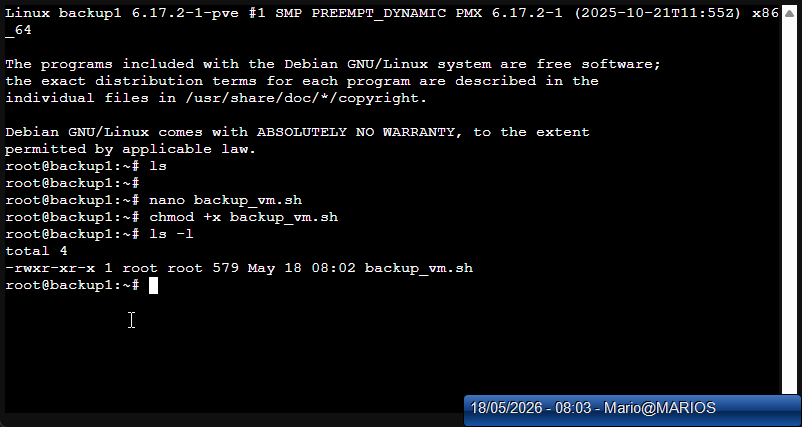 Linux backup1 6.17.2-1-pve #1 SMP PREEMPT_DYNAMIC PMX 6.17.2-1 (2025-10-21T11:55Z) x86
_64
The programs included with the Debian GNU/Linux system are free software;
the exact distribution terms for each program are described in the
individual files in /usr/share/doc/*/copyright.
Debian GNU/Linux comes with ABSOLUTELY NO WARRANTY, to the extent
permitted by applicable law.
root@backup1:~# ls
root@backup1:~#
root@backup1:~# nano backup_vm.sh
root@backup1:~# chmod +x backup_vm.sh
root@backup1:~# ls -l
total 4
-rwxr-xr-x 1 root root 579 May 18 08:02 backup_vm.sh
root@backup1:~#
18/05/2026 - 08:03 - Mario@MARIOS